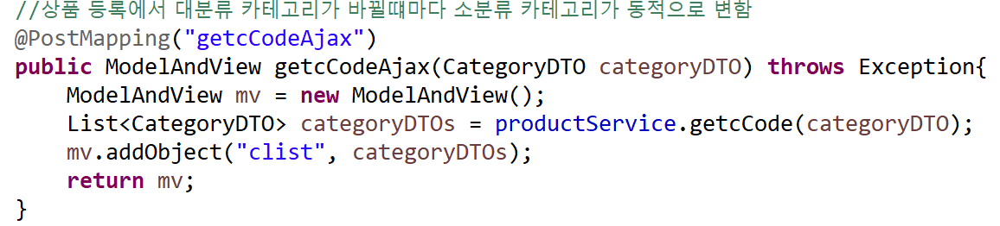 //상품 등록에서 대분류 카테고리가 바뀔떄마다 소분류 카테고리가 동적으로 변함
@PostMapping("getcCodeAjax")
public ModelAndView getcCodeAjax(CategoryDTO categoryDTO) throws Exception{
    ModelAndView mv = new ModelAndView();
    List<CategoryDTO> categoryDTOs = productService.getcCode(categoryDTO);
    mv.addObject("clist", categoryDTOs);
    return mv;
}